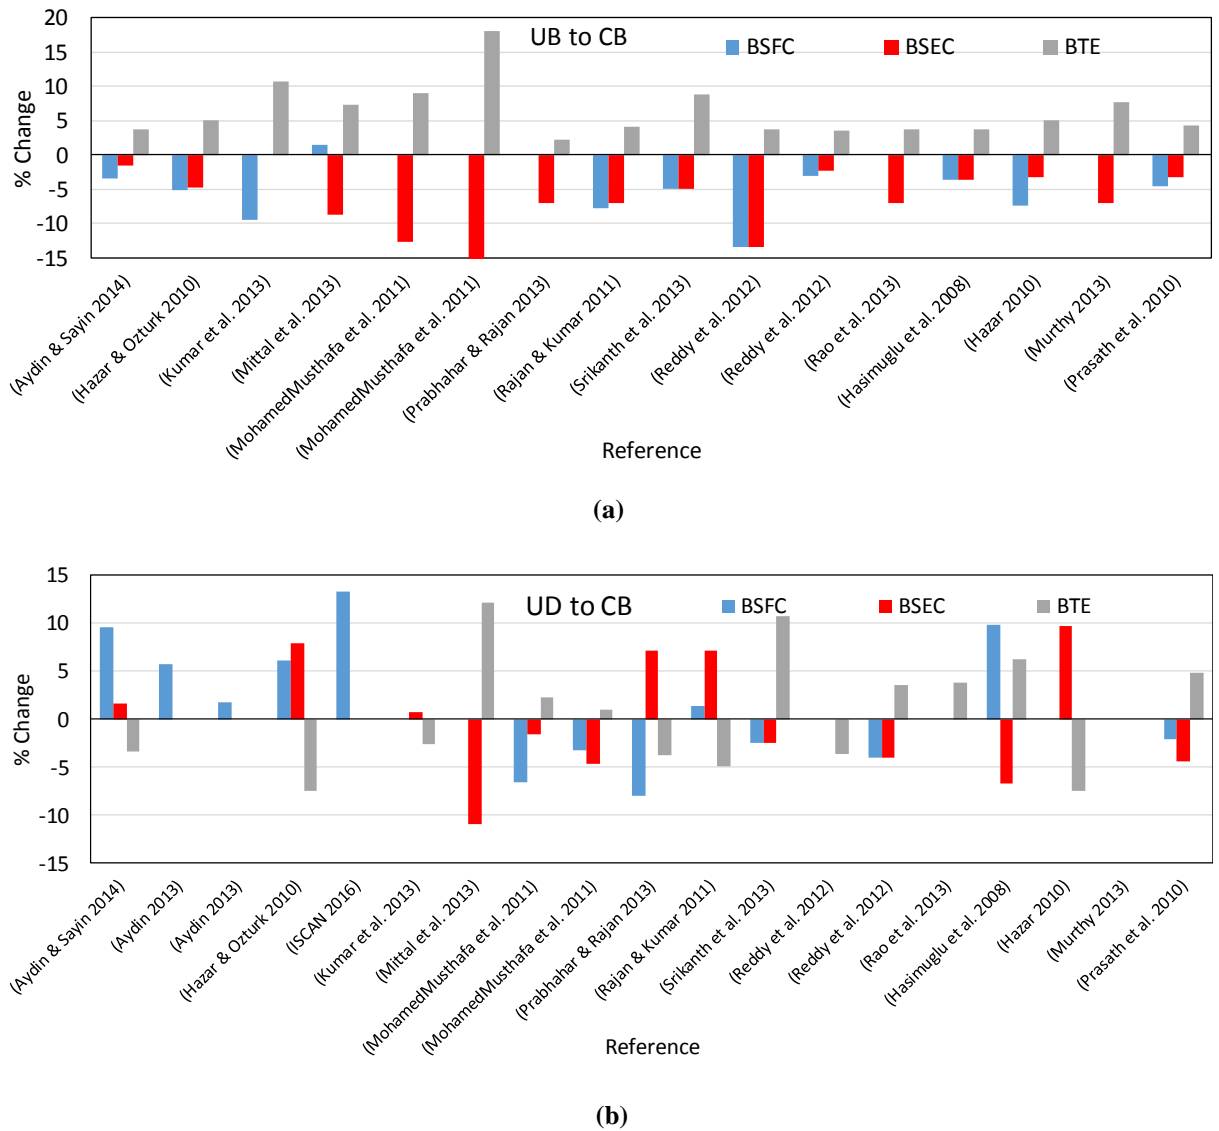 UB to CB
BSFC
BSEC
BTE
20
15
10
5
0
-5
-10
-15
% Change
(Aydin & Sayin 2014)
(Hazar & Ozturk 2010)
(Kumar et al. 2013)
(Mittal et al. 2013)
(MohamedMusthafa et al. 2011)
(MohamedMusthafa et al. 2011)
(Prabhahar & Rajan 2013)
(Rajan & Kumar 2011)
(Srikanth et al. 2013)
(Reddy et al. 2012)
(Reddy et al. 2012)
(Rao et al. 2013)
(Hasimuglu et al. 2008)
(Hazar 2010)
(Murthy 2013)
(Prasath et al. 2010)
Reference
(a)
UD to CB
BSFC
BSEC
BTE
15
10
5
0
-5
-10
-15
% Change
(Aydin & Sayin 2014)
(Aydin 2013)
(Aydin 2013)
(Hazar & Ozturk 2010)
(ISCAN 2016)
(Kumar et al. 2013)
(Mittal et al. 2013)
(MohamedMusthafa et al. 2011)
(MohamedMusthafa et al. 2011)
(Prabhahar & Rajan 2013)
(Rajan & Kumar 2011)
(Srikanth et al. 2013)
(Reddy et al. 2012)
(Reddy et al. 2012)
(Rao et al. 2013)
(Hasimuglu et al. 2008)
(Hazar 2010)
(Murthy 2013)
(Prasath et al. 2010)
Reference
(b)